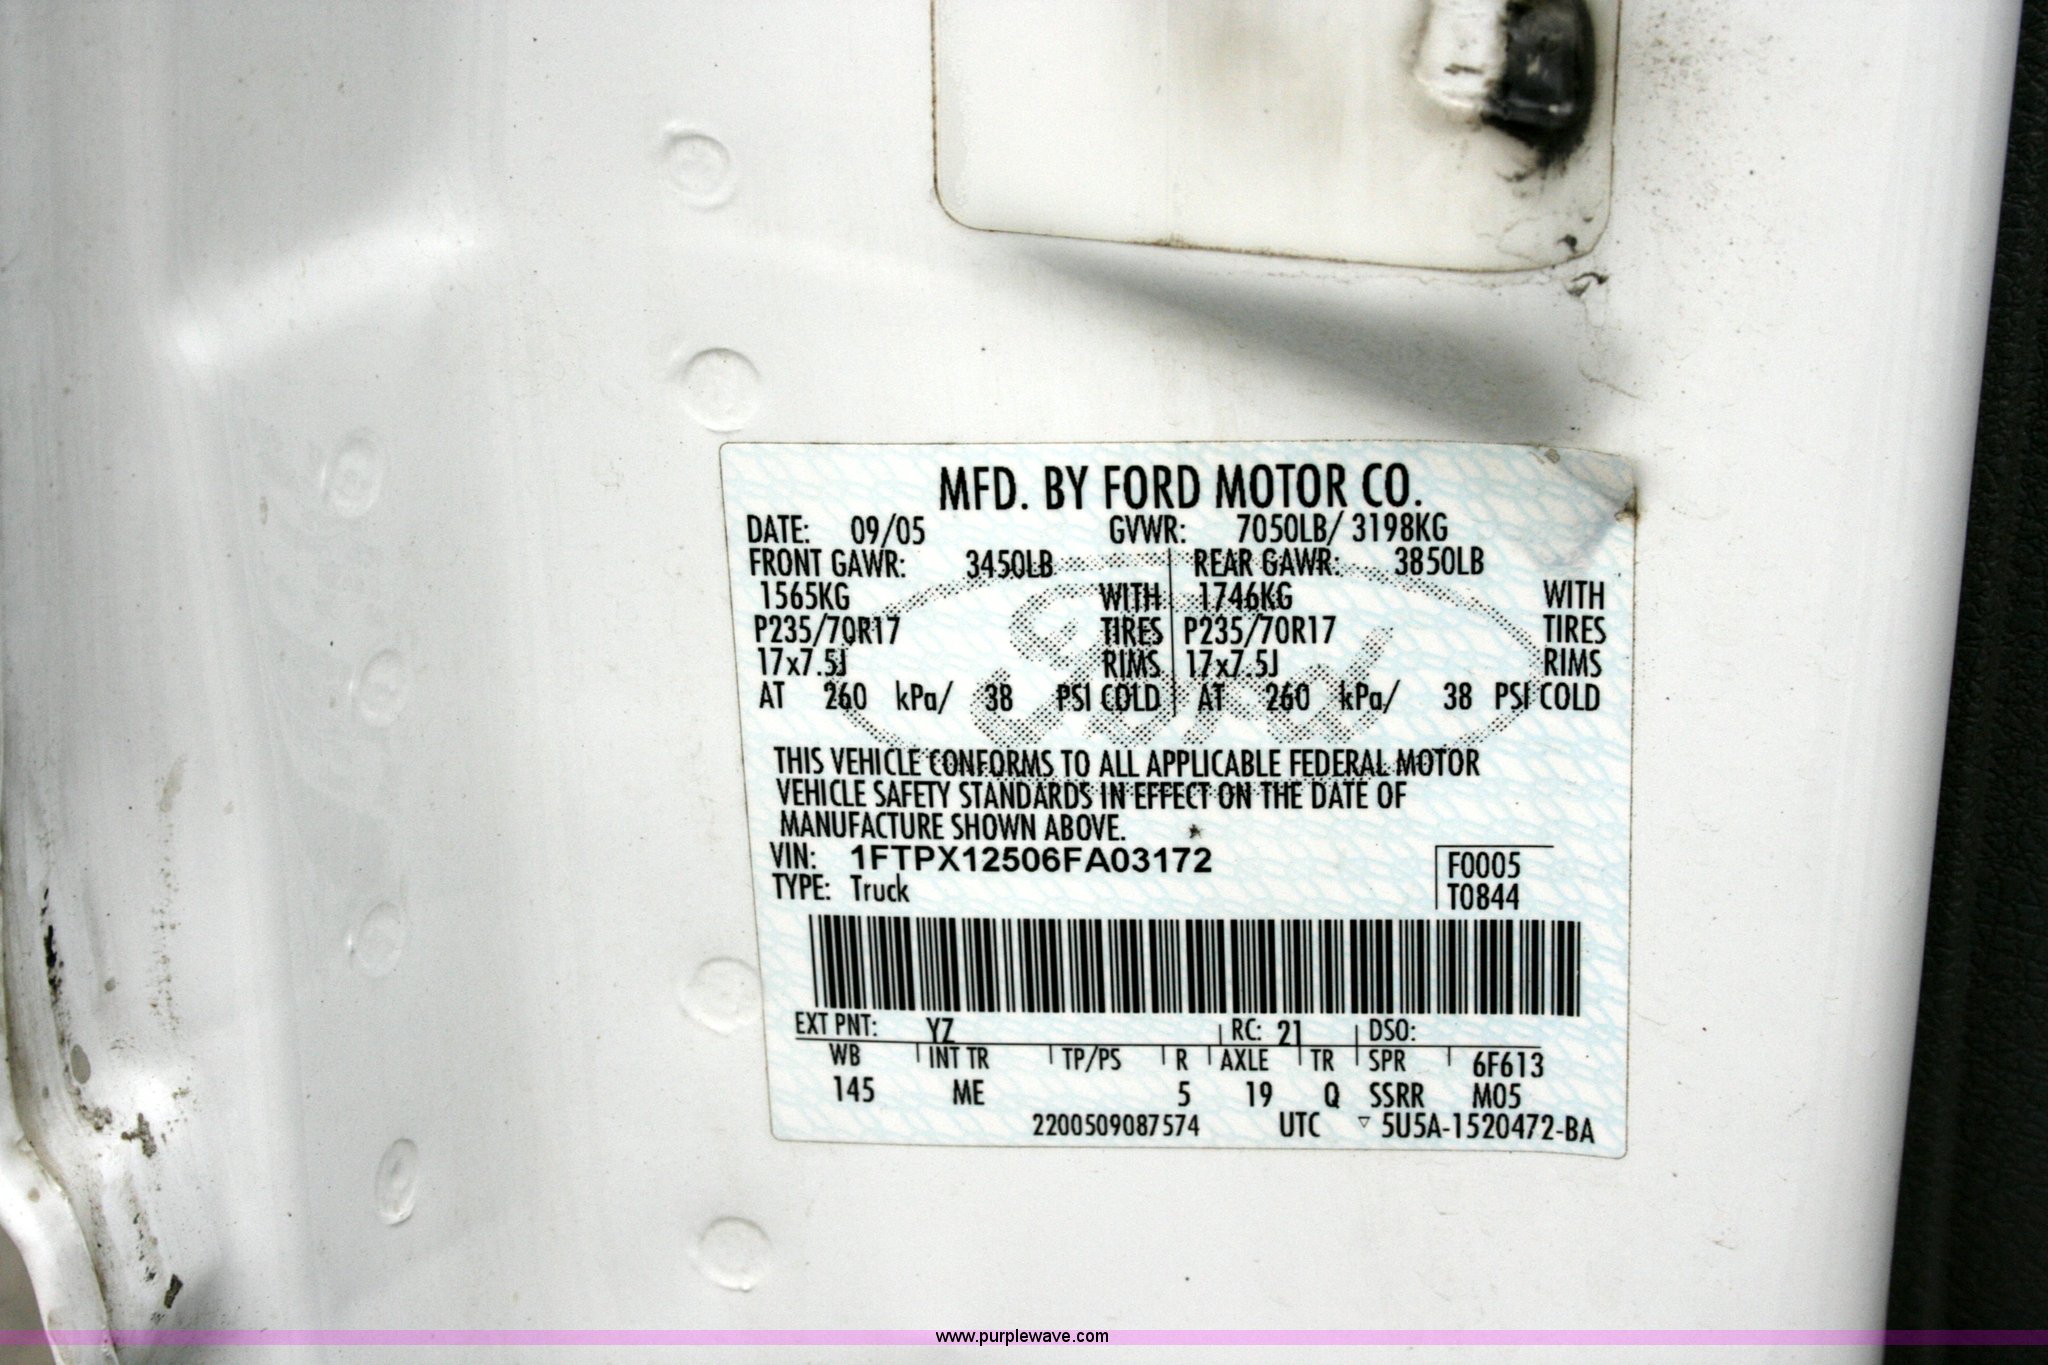 MFD. BY FORD MOTOR CO.
DATE: 09/05 GVWR: 7050LB/ 3198KG
FRONT GAWR: 3450LB REAR GAWR: 3850LB
1565KG WITH 1746KG WITH
P235/70R17 TIRES P235/70R17 TIRES
17x7.5J RIMS 17x7.5J RIMS
AT 260 kPa/ 38 PSI COLD AT 260 kPa/ 38 PSI COLD
Ford
THIS VEHICLE CONFORMS TO ALL APPLICABLE FEDERAL MOTOR
VEHICLE SAFETY STANDARDS IN EFFECT ON THE DATE OF
MANUFACTURE SHOWN ABOVE.
VIN: 1FTPX12506FA03172 F0005
TYPE: Truck T0844
EXT PNT: YZ RC: 21 DSO:
WB INT TR TP/PS R AXLE TR SPR 6F613
145 ME 5 19 Q SSRR M05
2200509087574 UTC ▽ 5U5A-1520472-BA
www.purplewave.com